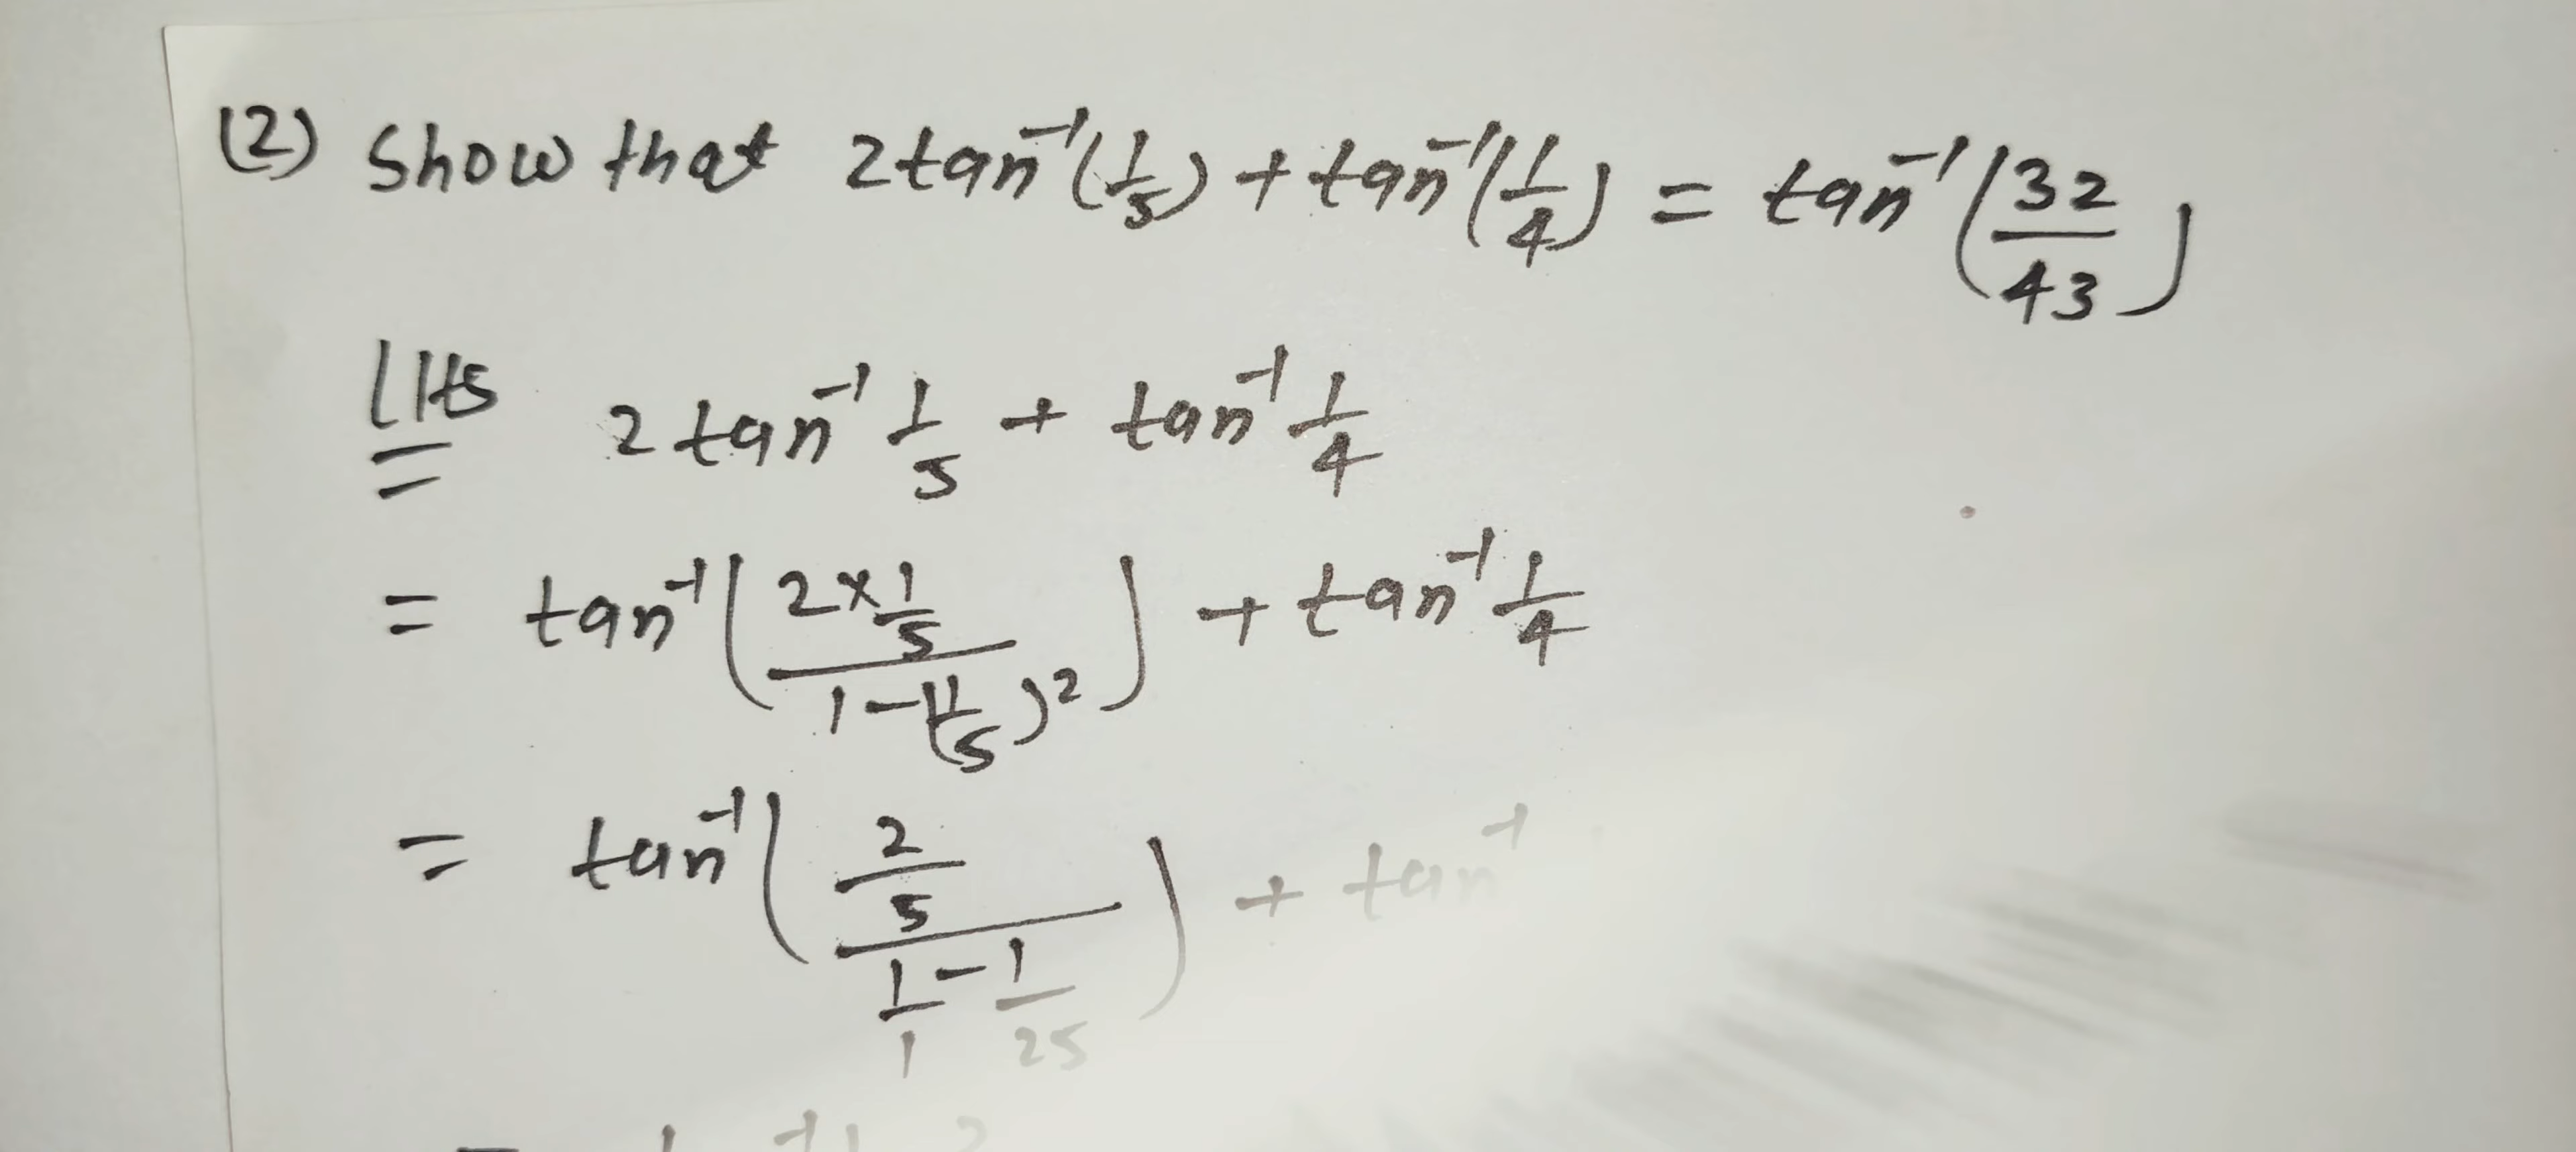 (2) Show that 2tan⁻¹(1/5) + tan⁻¹(1/4) = tan⁻¹(32/43)
LHS 2 tan⁻¹ 1/5 + tan⁻¹ 1/4
= tan⁻¹( (2×1/5) / (1-(1/5)²) ) + tan⁻¹ 1/4
= tan⁻¹( (2/5) / (1/1 - 1/25) ) + tan⁻¹